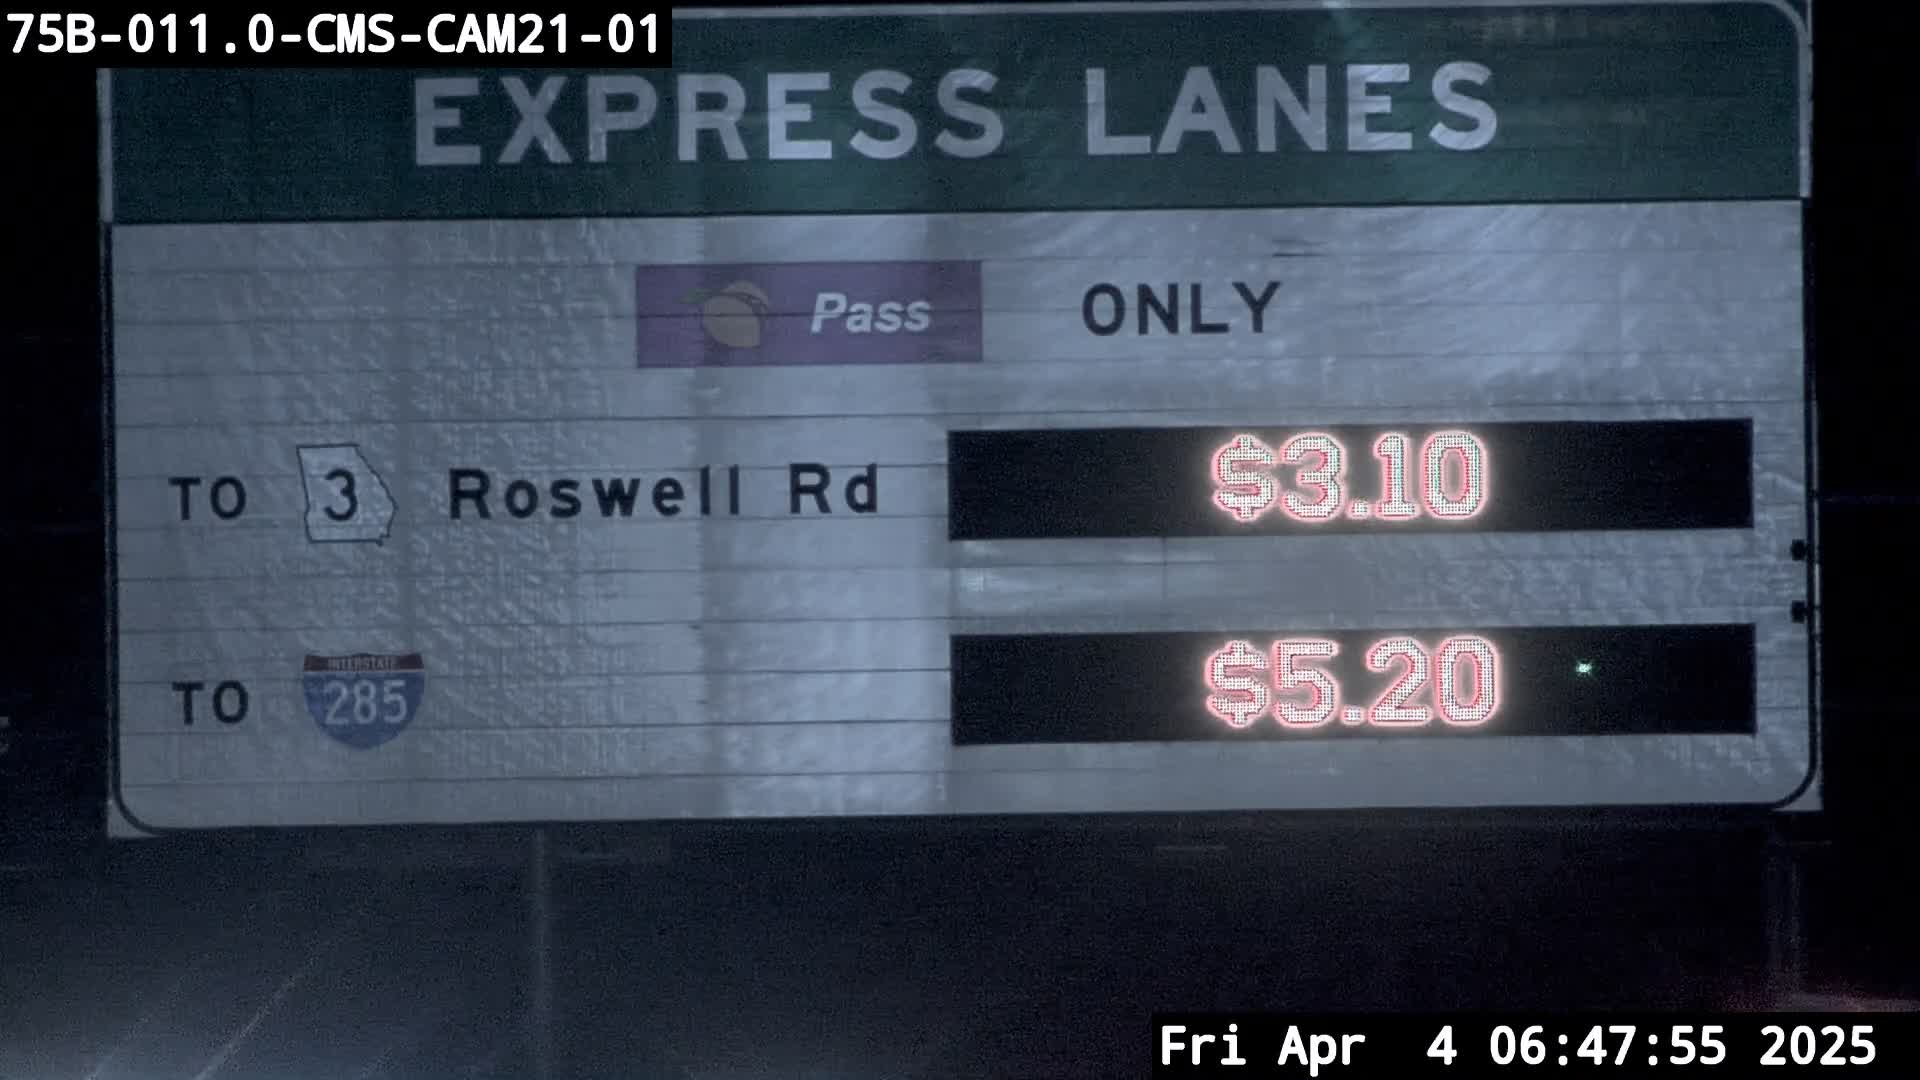 75B-011.0-CMS-CAM21-01
EXPRESS LANES
Pass ONLY
TO 3 Roswell Rd $3.10
INTERSTATE
TO 285 $5.20
Fri Apr 4 06:47:55 2025